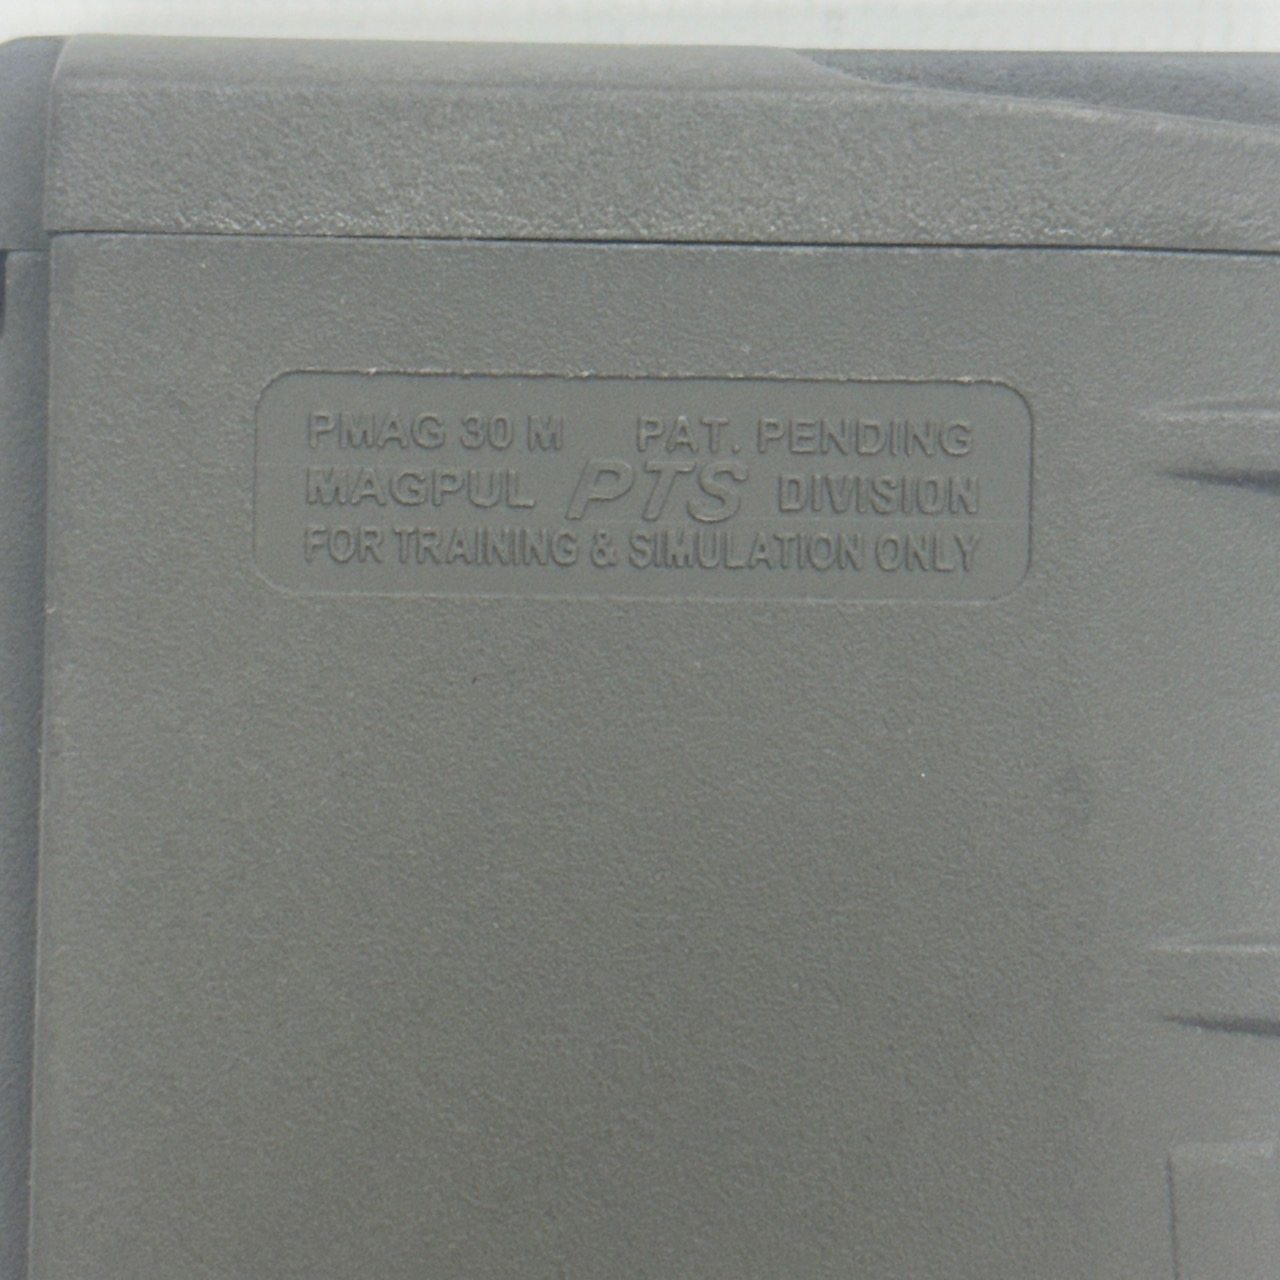 PMAG 30 M PAT. PENDING
MAGPUL PTS DIVISION
FOR TRAINING & SIMULATION ONLY